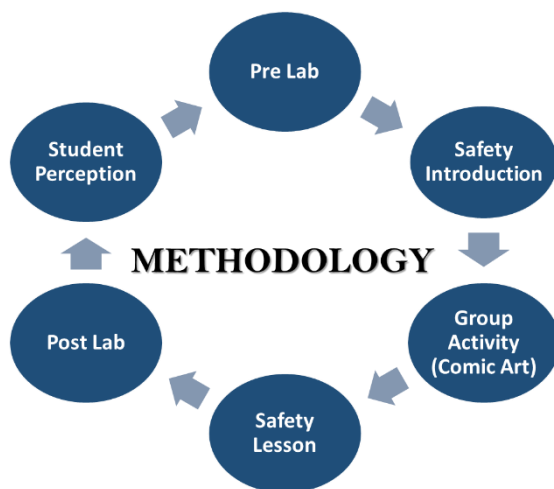 Pre Lab
Safety
Introduction
Group
Activity
(Comic Art)
Safety
Lesson
Post Lab
Student
Perception
METHODOLOGY